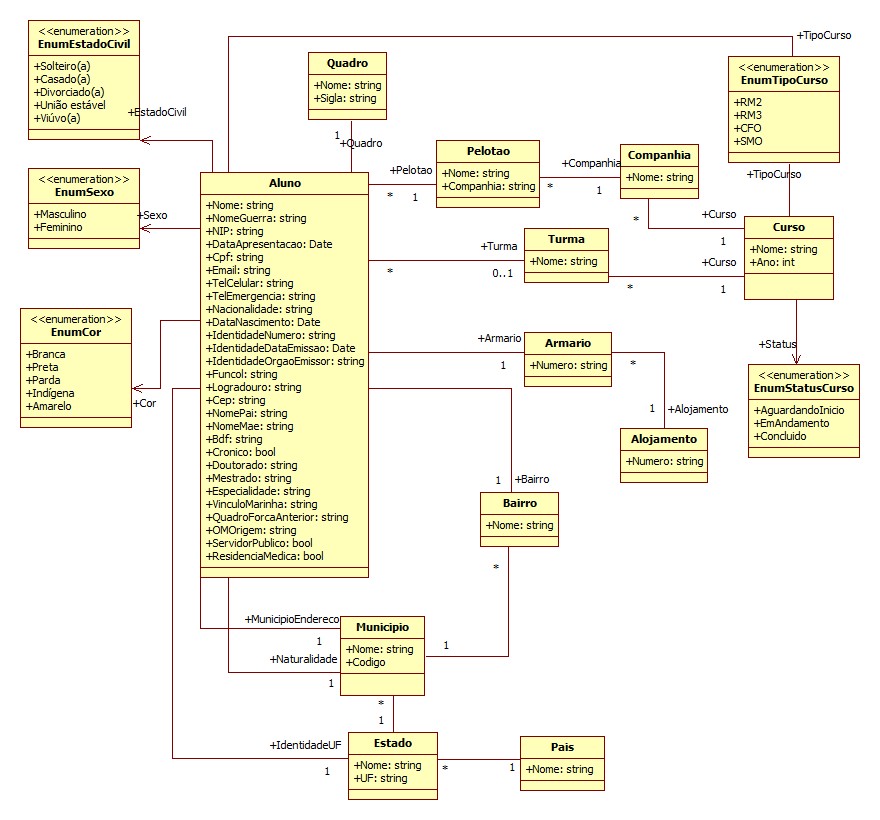 <<enumeration>>
EnumEstadoCivil
+Solteiro(a)
+Casado(a)
+Divorciado(a)
+União estável
+Viúvo(a)
+EstadoCivil
<<enumeration>>
EnumSexo
+Masculino
+Feminino
+Sexo
<<enumeration>>
EnumCor
+Branca
+Preta
+Parda
+Indígena
+Amarelo
+Cor
Quadro
+Nome: string
+Sigla: string
1
+Quadro
Aluno
+Nome: string
+NomeGuerra: string
+NIP: string
+DataApresentacao: Date
+Cpf: string
+Email: string
+TelCelular: string
+TelEmergencia: string
+Nacionalidade: string
+DataNascimento: Date
+IdentidadeNumero: string
+IdentidadeDataEmissao: Date
+IdentidadeOrgaoEmissor: string
+Funcol: string
+Logradouro: string
+Cep: string
+NomePai: string
+NomeMae: string
+Bdf: string
+Cronico: bool
+Doutorado: string
+Mestrado: string
+Especialidade: string
+VinculoMarinha: string
+QuadroForcaAnterior: string
+OMOrigem: string
+ServidorPublico: bool
+ResidenciaMedica: bool
+Pelotao
*
1
Pelotao
+Nome: string
+Companhia: string
+Companhia
*
1
Companhia
+Nome: string
*
+Curso
1
+TipoCurso
<<enumeration>>
EnumTipoCurso
+RM2
+RM3
+CFO
+SMO
+TipoCurso
Curso
+Nome: string
+Ano: int
+Turma
*
0..1
Turma
+Nome: string
+Curso
*
1
+Status
<<enumeration>>
EnumStatusCurso
+AguardandoInicio
+EmAndamento
+Concluido
+Armario
1
Armario
+Numero: string
*
1
+Alojamento
Alojamento
+Numero: string
1
+Bairro
Bairro
+Nome: string
*
1
+MunicipioEndereco
1
+Naturalidade
1
Municipio
+Nome: string
+Codigo
*
1
+IdentidadeUF
1
Estado
+Nome: string
+UF: string
*
1
Pais
+Nome: string